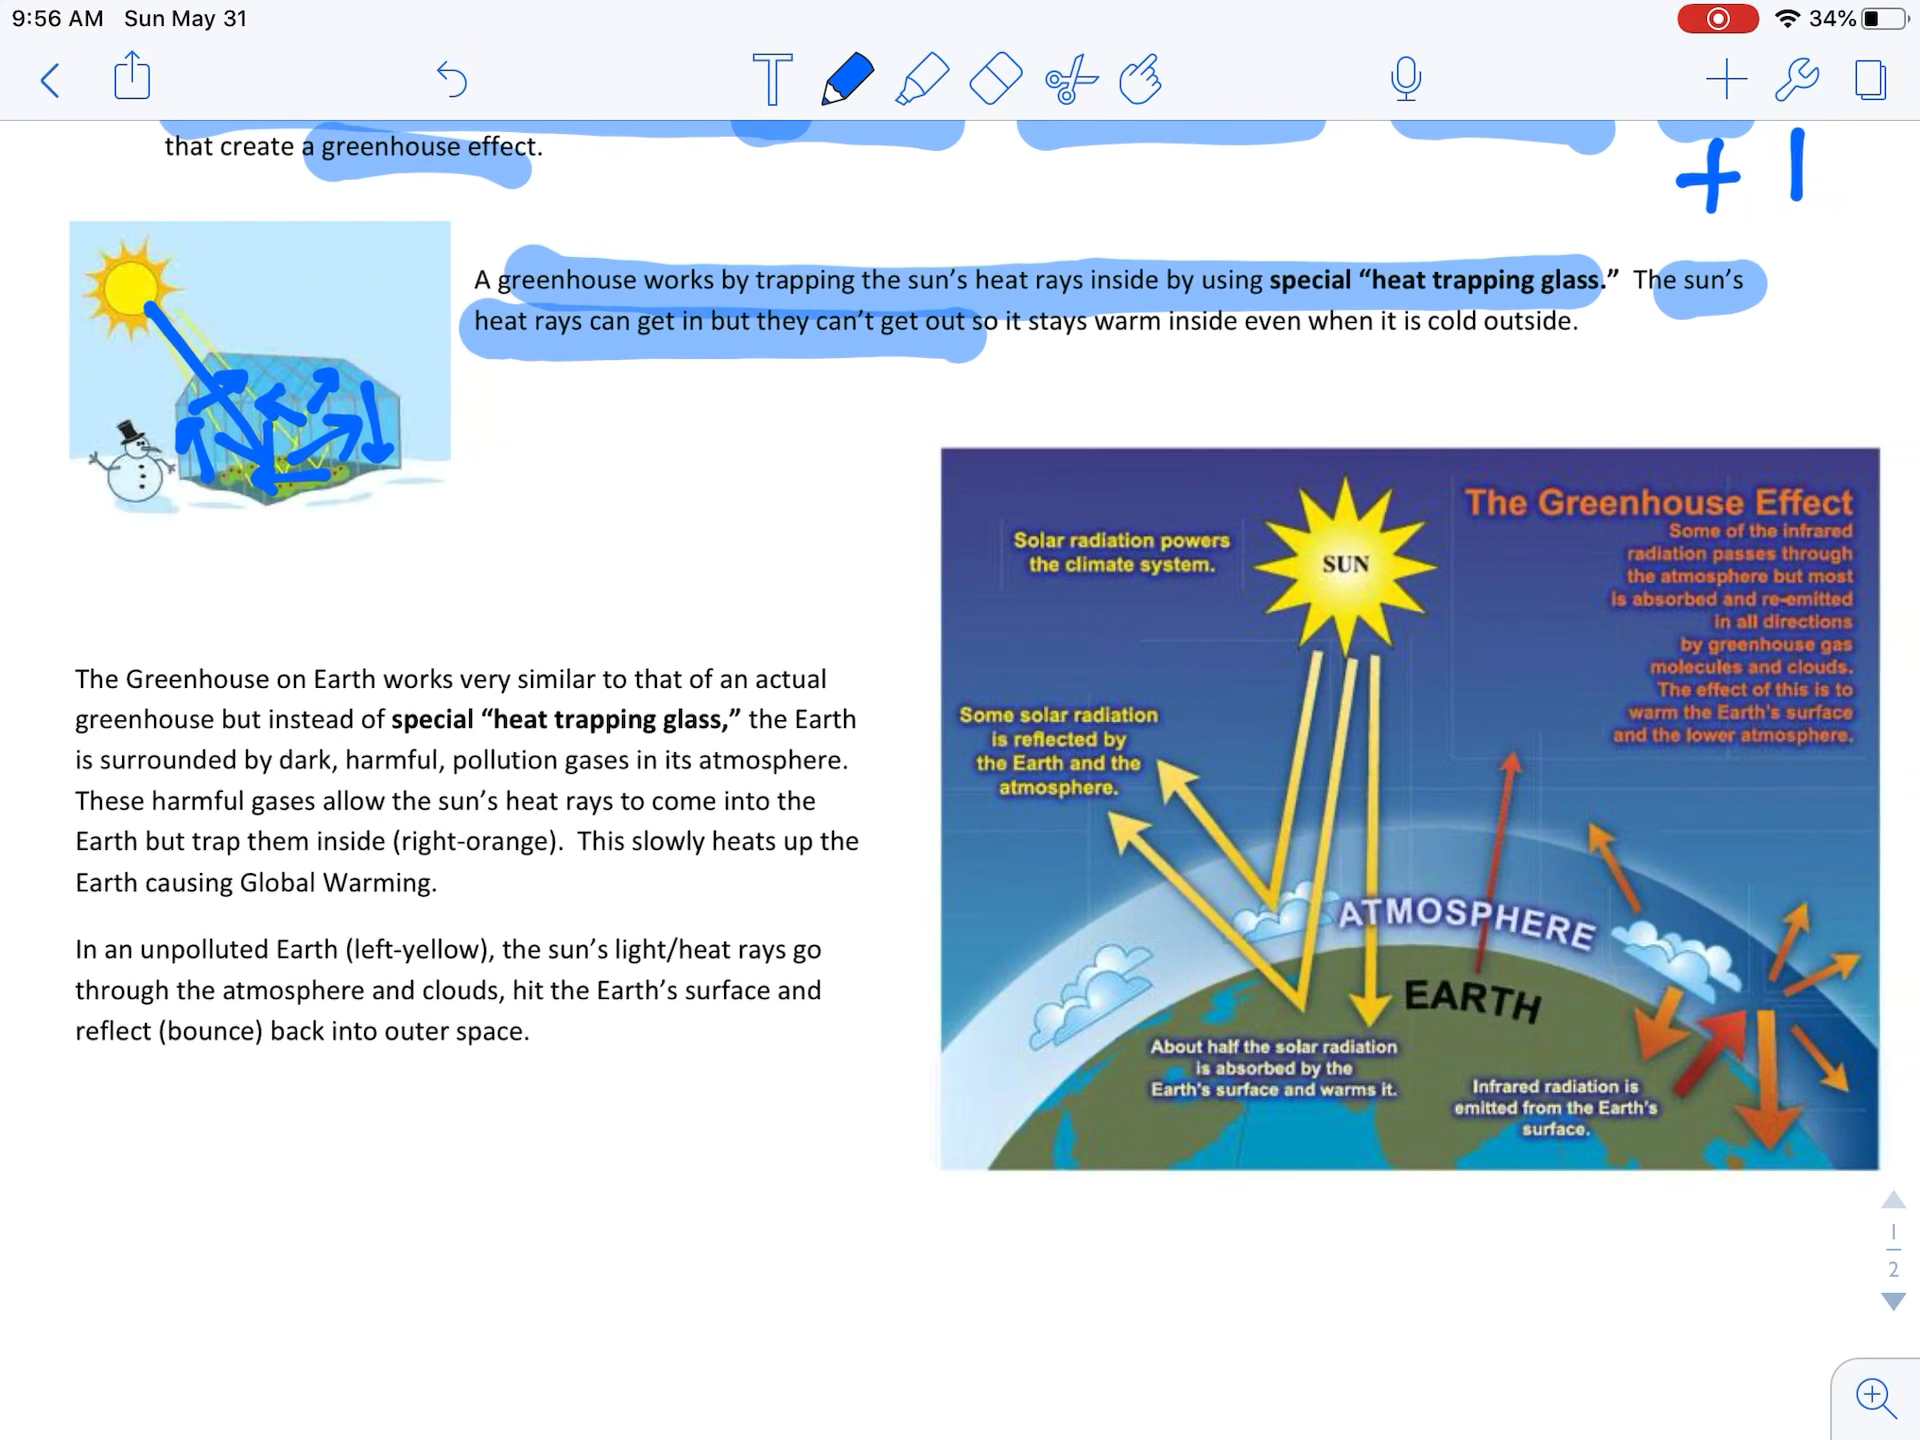 9:56 AM Sun May 31
34%
that create a greenhouse effect.
+1
A greenhouse works by trapping the sun’s heat rays inside by using special “heat trapping glass.” The sun’s
heat rays can get in but they can’t get out so it stays warm inside even when it is cold outside.
The Greenhouse Effect
Some of the infrared
radiation passes through
the atmosphere but most
is absorbed and re-emitted
in all directions
by greenhouse gas
molecules and clouds.
The effect of this is to
warm the Earth's surface
and the lower atmosphere.
Solar radiation powers
the climate system.
SUN
Some solar radiation
is reflected by
the Earth and the
atmosphere.
ATMOSPHERE
EARTH
About half the solar radiation
is absorbed by the
Earth's surface and warms it.
Infrared radiation is
emitted from the Earth's
surface.
The Greenhouse on Earth works very similar to that of an actual
greenhouse but instead of special “heat trapping glass,” the Earth
is surrounded by dark, harmful, pollution gases in its atmosphere.
These harmful gases allow the sun’s heat rays to come into the
Earth but trap them inside (right-orange). This slowly heats up the
Earth causing Global Warming.
In an unpolluted Earth (left-yellow), the sun’s light/heat rays go
through the atmosphere and clouds, hit the Earth’s surface and
reflect (bounce) back into outer space.
1
2